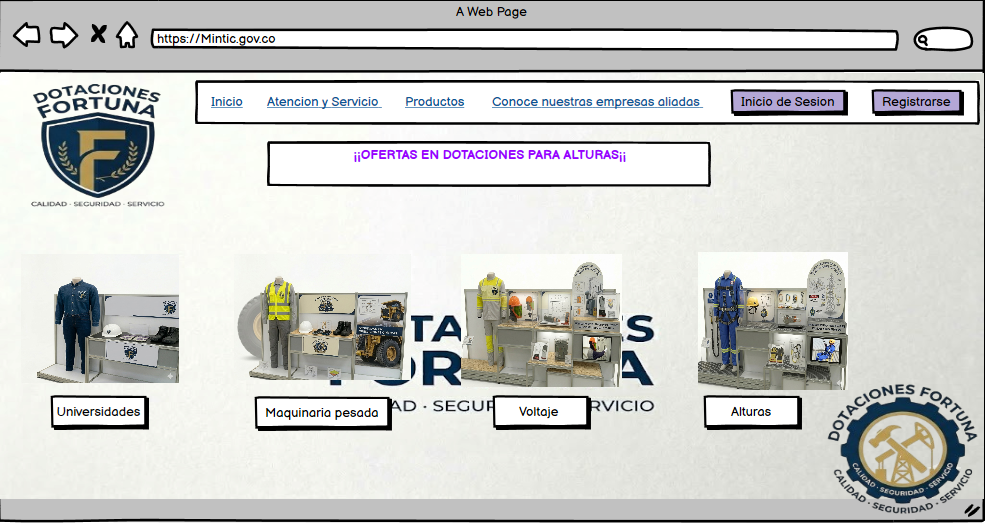 A Web Page
https://Mintic.gov.co
DOTACIONES
FORTUNA
CALIDAD · SEGURIDAD · SERVICIO
Inicio
Atencion y Servicio
Productos
Conoce nuestras empresas aliadas
Inicio de Sesion
Registrarse
¡¡OFERTAS EN DOTACIONES PARA ALTURAS¡¡
Universidades
Maquinaria pesada
Voltaje
Alturas
DOTACIONES FORTUNA
CALIDAD · SEGURIDAD · SERVICIO
CALIDAD · SEGURIDAD · SERVICIO